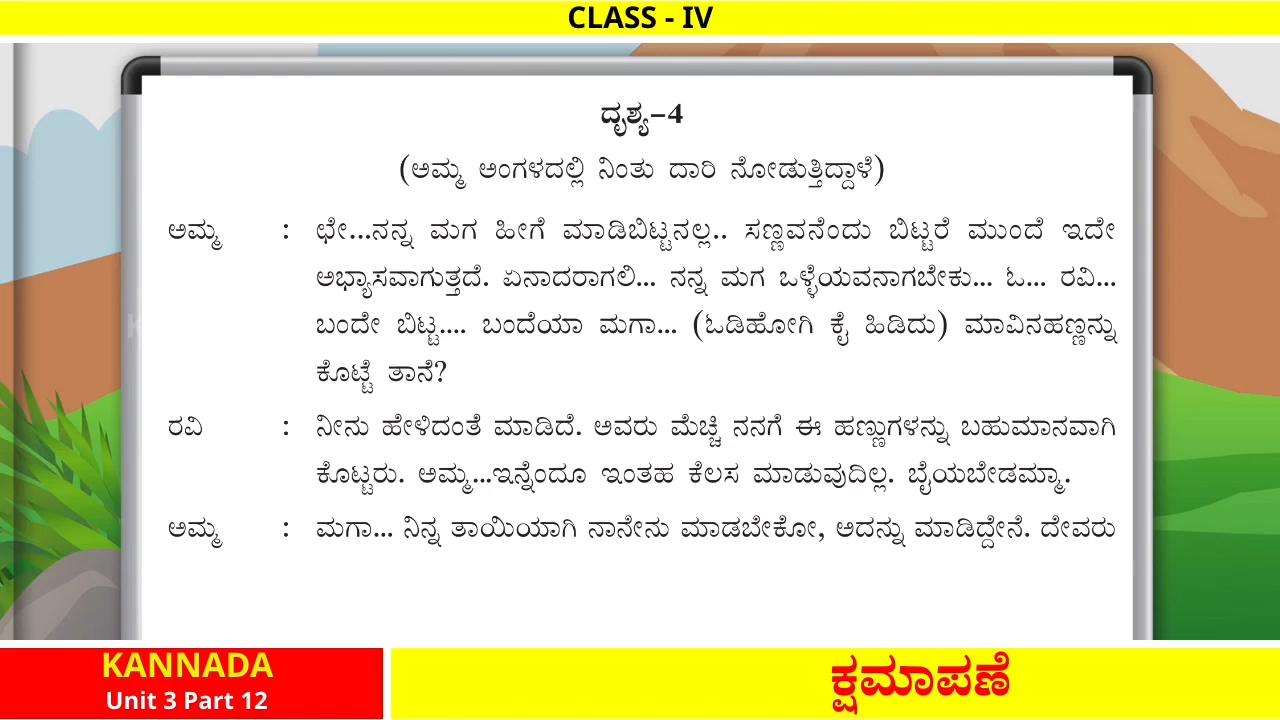 CLASS - IV
ದೃಶ್ಯ-4
(ಅಮ್ಮ ಅಂಗಳದಲ್ಲಿ ನಿಂತು ದಾರಿ ನೋಡುತ್ತಿದ್ದಾಳೆ)
ಅಮ್ಮ : ಛೇ...ನನ್ನ ಮಗ ಹೀಗೆ ಮಾಡಿಬಿಟ್ಟನಲ್ಲ.. ಸಣ್ಣವನೆಂದು ಬಿಟ್ಟರೆ ಮುಂದೆ ಇದೇ
ಅಭ್ಯಾಸವಾಗುತ್ತದೆ. ಏನಾದರಾಗಲಿ... ನನ್ನ ಮಗ ಒಳ್ಳೆಯವನಾಗಬೇಕು... ಓ... ರವಿ...
ಬಂದೇ ಬಿಟ್ಟ.... ಬಂದೆಯಾ ಮಗಾ... (ಓಡಿಹೋಗಿ ಕೈ ಹಿಡಿದು) ಮಾವಿನಹಣ್ಣನ್ನು
ಕೊಟ್ಟೆ ತಾನೆ?
ರವಿ : ನೀನು ಹೇಳಿದಂತೆ ಮಾಡಿದೆ. ಅವರು ಮೆಚ್ಚಿ ನನಗೆ ಈ ಹಣ್ಣುಗಳನ್ನು ಬಹುಮಾನವಾಗಿ
ಕೊಟ್ಟರು. ಅಮ್ಮ...ಇನ್ನೆಂದೂ ಇಂತಹ ಕೆಲಸ ಮಾಡುವುದಿಲ್ಲ. ಬೈಯಬೇಡಮ್ಮಾ.
ಅಮ್ಮ : ಮಗಾ... ನಿನ್ನ ತಾಯಿಯಾಗಿ ನಾನೇನು ಮಾಡಬೇಕೋ, ಅದನ್ನು ಮಾಡಿದ್ದೇನೆ. ದೇವರು
KANNADA
Unit 3 Part 12
ಕ್ಷಮಾಪಣೆ